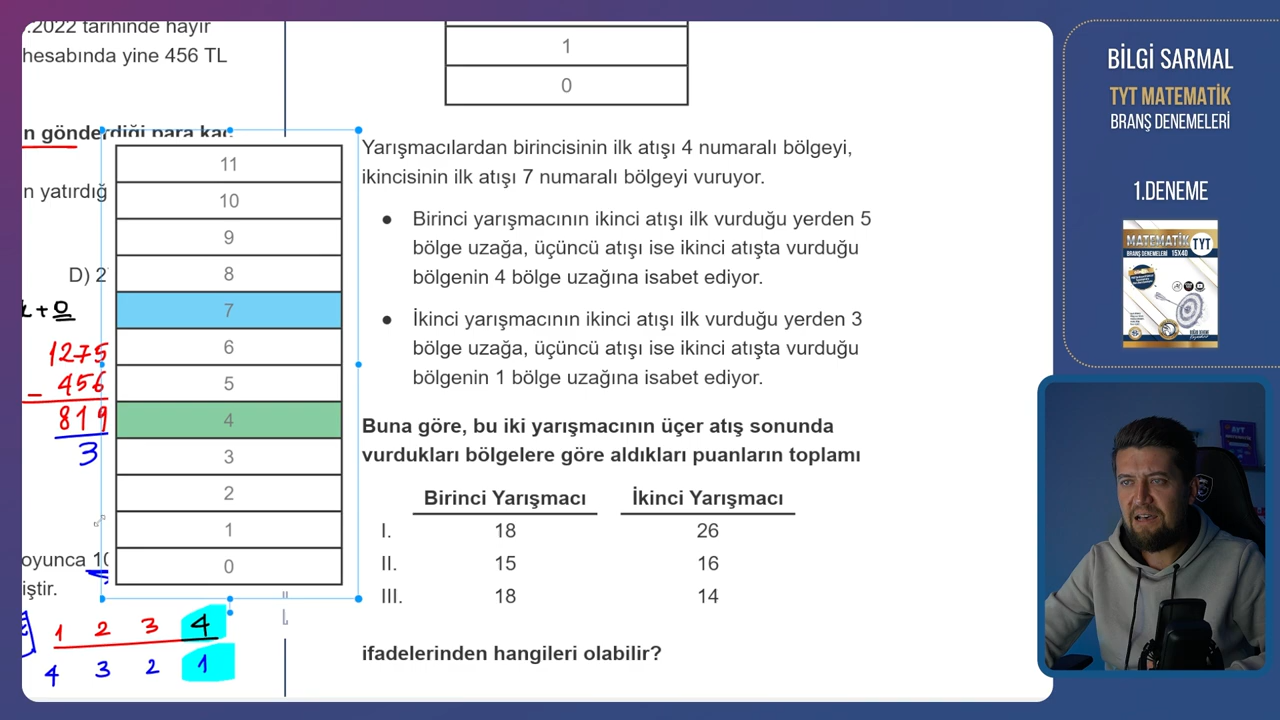 .2022 tarihinde hayır
hesabında yine 456 TL
n gönderdiği para kaç
n yatırdığ
D) 2
1275
- 456
819
3
oyunca 10
iştir.
1 2 3 4
4 3 2 1
11
10
9
8
7
6
5
4
3
2
1
0
1
0
Yarışmacılardan birincisinin ilk atışı 4 numaralı bölgeyi,
ikincisinin ilk atışı 7 numaralı bölgeyi vuruyor.
● Birinci yarışmacının ikinci atışı ilk vurduğu yerden 5
bölge uzağa, üçüncü atışı ise ikinci atışta vurduğu
bölgenin 4 bölge uzağına isabet ediyor.
● İkinci yarışmacının ikinci atışı ilk vurduğu yerden 3
bölge uzağa, üçüncü atışı ise ikinci atışta vurduğu
bölgenin 1 bölge uzağına isabet ediyor.
Buna göre, bu iki yarışmacının üçer atış sonunda
vurdukları bölgelere göre aldıkları puanların toplamı
Birinci Yarışmacı İkinci Yarışmacı
I. 18 26
II. 15 16
III. 18 14
ifadelerinden hangileri olabilir?
BİLGİ SARMAL
TYT MATEMATİK
BRANŞ DENEMELERİ
1.DENEME
MATEMATİK TYT
BRANŞ DENEMELERİ 15X40